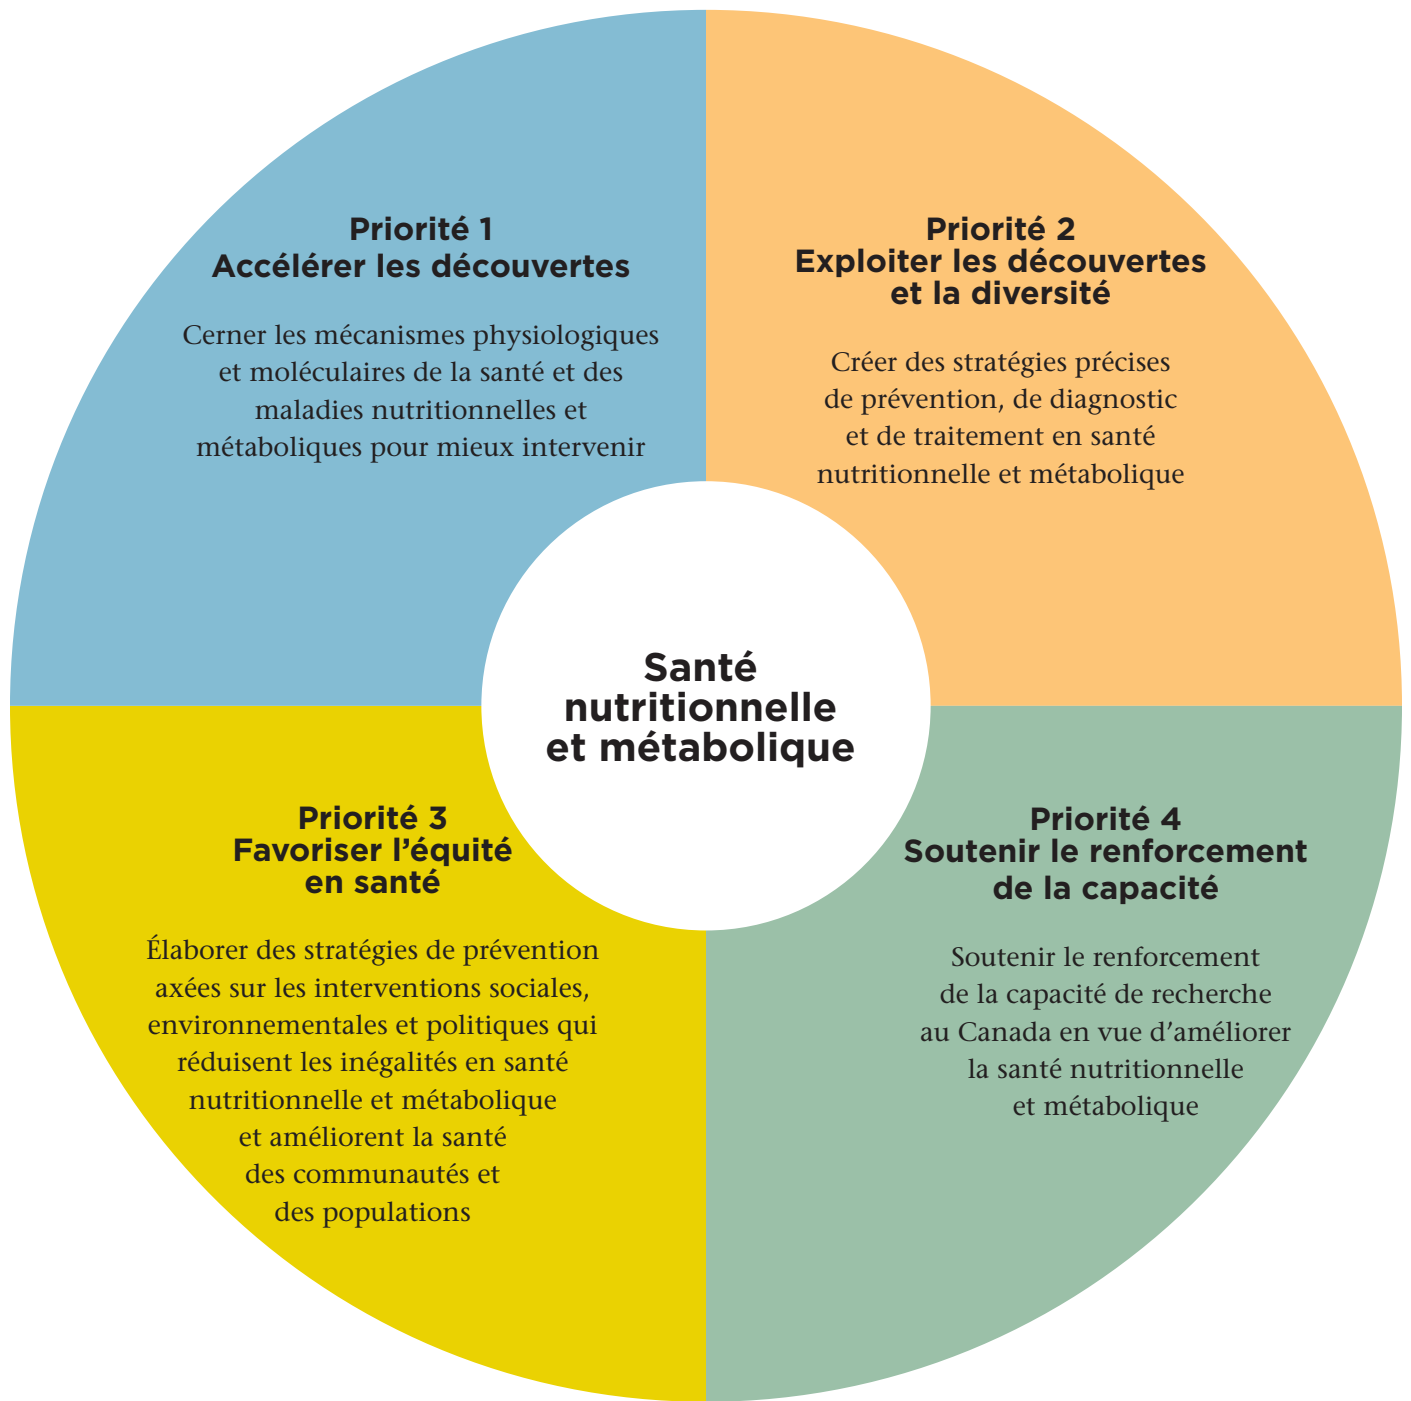 Priorité 1
Accélérer les découvertes
Cerner les mécanismes physiologiques
et moléculaires de la santé et des
maladies nutritionnelles et
métaboliques pour mieux intervenir
Priorité 2
Exploiter les découvertes
et la diversité
Créer des stratégies précises
de prévention, de diagnostic
et de traitement en santé
nutritionnelle et métabolique
Santé
nutritionnelle
et métabolique
Priorité 3
Favoriser l’équité
en santé
Élaborer des stratégies de prévention
axées sur les interventions sociales,
environnementales et politiques qui
réduisent les inégalités en santé
nutritionnelle et métabolique
et améliorent la santé
des communautés et
des populations
Priorité 4
Soutenir le renforcement
de la capacité
Soutenir le renforcement
de la capacité de recherche
au Canada en vue d’améliorer
la santé nutritionnelle
et métabolique